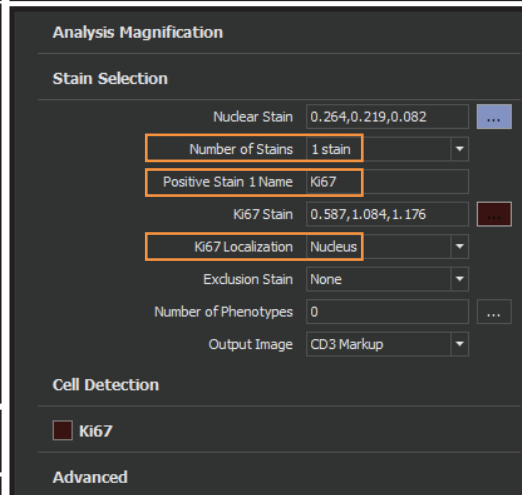 Analysis Magnification
Stain Selection
Nuclear Stain 0.264,0.219,0.082 ...
Number of Stains 1 stain
Positive Stain 1 Name Ki67
Ki67 Stain 0.587,1.084,1.176 ...
Ki67 Localization Nucleus
Exclusion Stain None
Number of Phenotypes 0 ...
Output Image CD3 Markup
Cell Detection
Ki67
Advanced